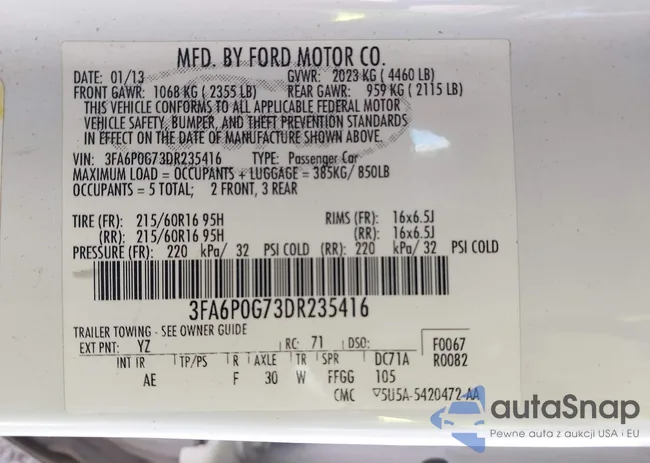 MFD. BY FORD MOTOR CO.
DATE: 01/13 GVWR: 2023 KG ( 4460 LB)
FRONT GAWR: 1068 KG ( 2355 LB) REAR GAWR: 959 KG ( 2115 LB)
THIS VEHICLE CONFORMS TO ALL APPLICABLE FEDERAL MOTOR
VEHICLE SAFETY, BUMPER, AND THEFT PREVENTION STANDARDS
IN EFFECT ON THE DATE OF MANUFACTURE SHOWN ABOVE.
VIN: 3FA6P0G73DR235416 TYPE: Passenger Car
MAXIMUM LOAD = OCCUPANTS + LUGGAGE = 385KG/ 850LB
OCCUPANTS = 5 TOTAL; 2 FRONT, 3 REAR
TIRE (FR): 215/60R16 95H RIMS (FR): 16x6.5J
(RR): 215/60R16 95H (RR): 16x6.5J
PRESSURE (FR): 220 kPa/ 32 PSI COLD (RR): 220 kPa/ 32 PSI COLD
3FA6P0G73DR235416
TRAILER TOWING - SEE OWNER GUIDE
EXT PNT: YZ RC: 71 DSO: F0067
INT TR TP/PS R AXLE TR SPR DC71A R0082
AE F 30 W FFGG 105
CMC 5U5A-5420472-AA
autaSnap
Pewne auta z aukcji USA i EU